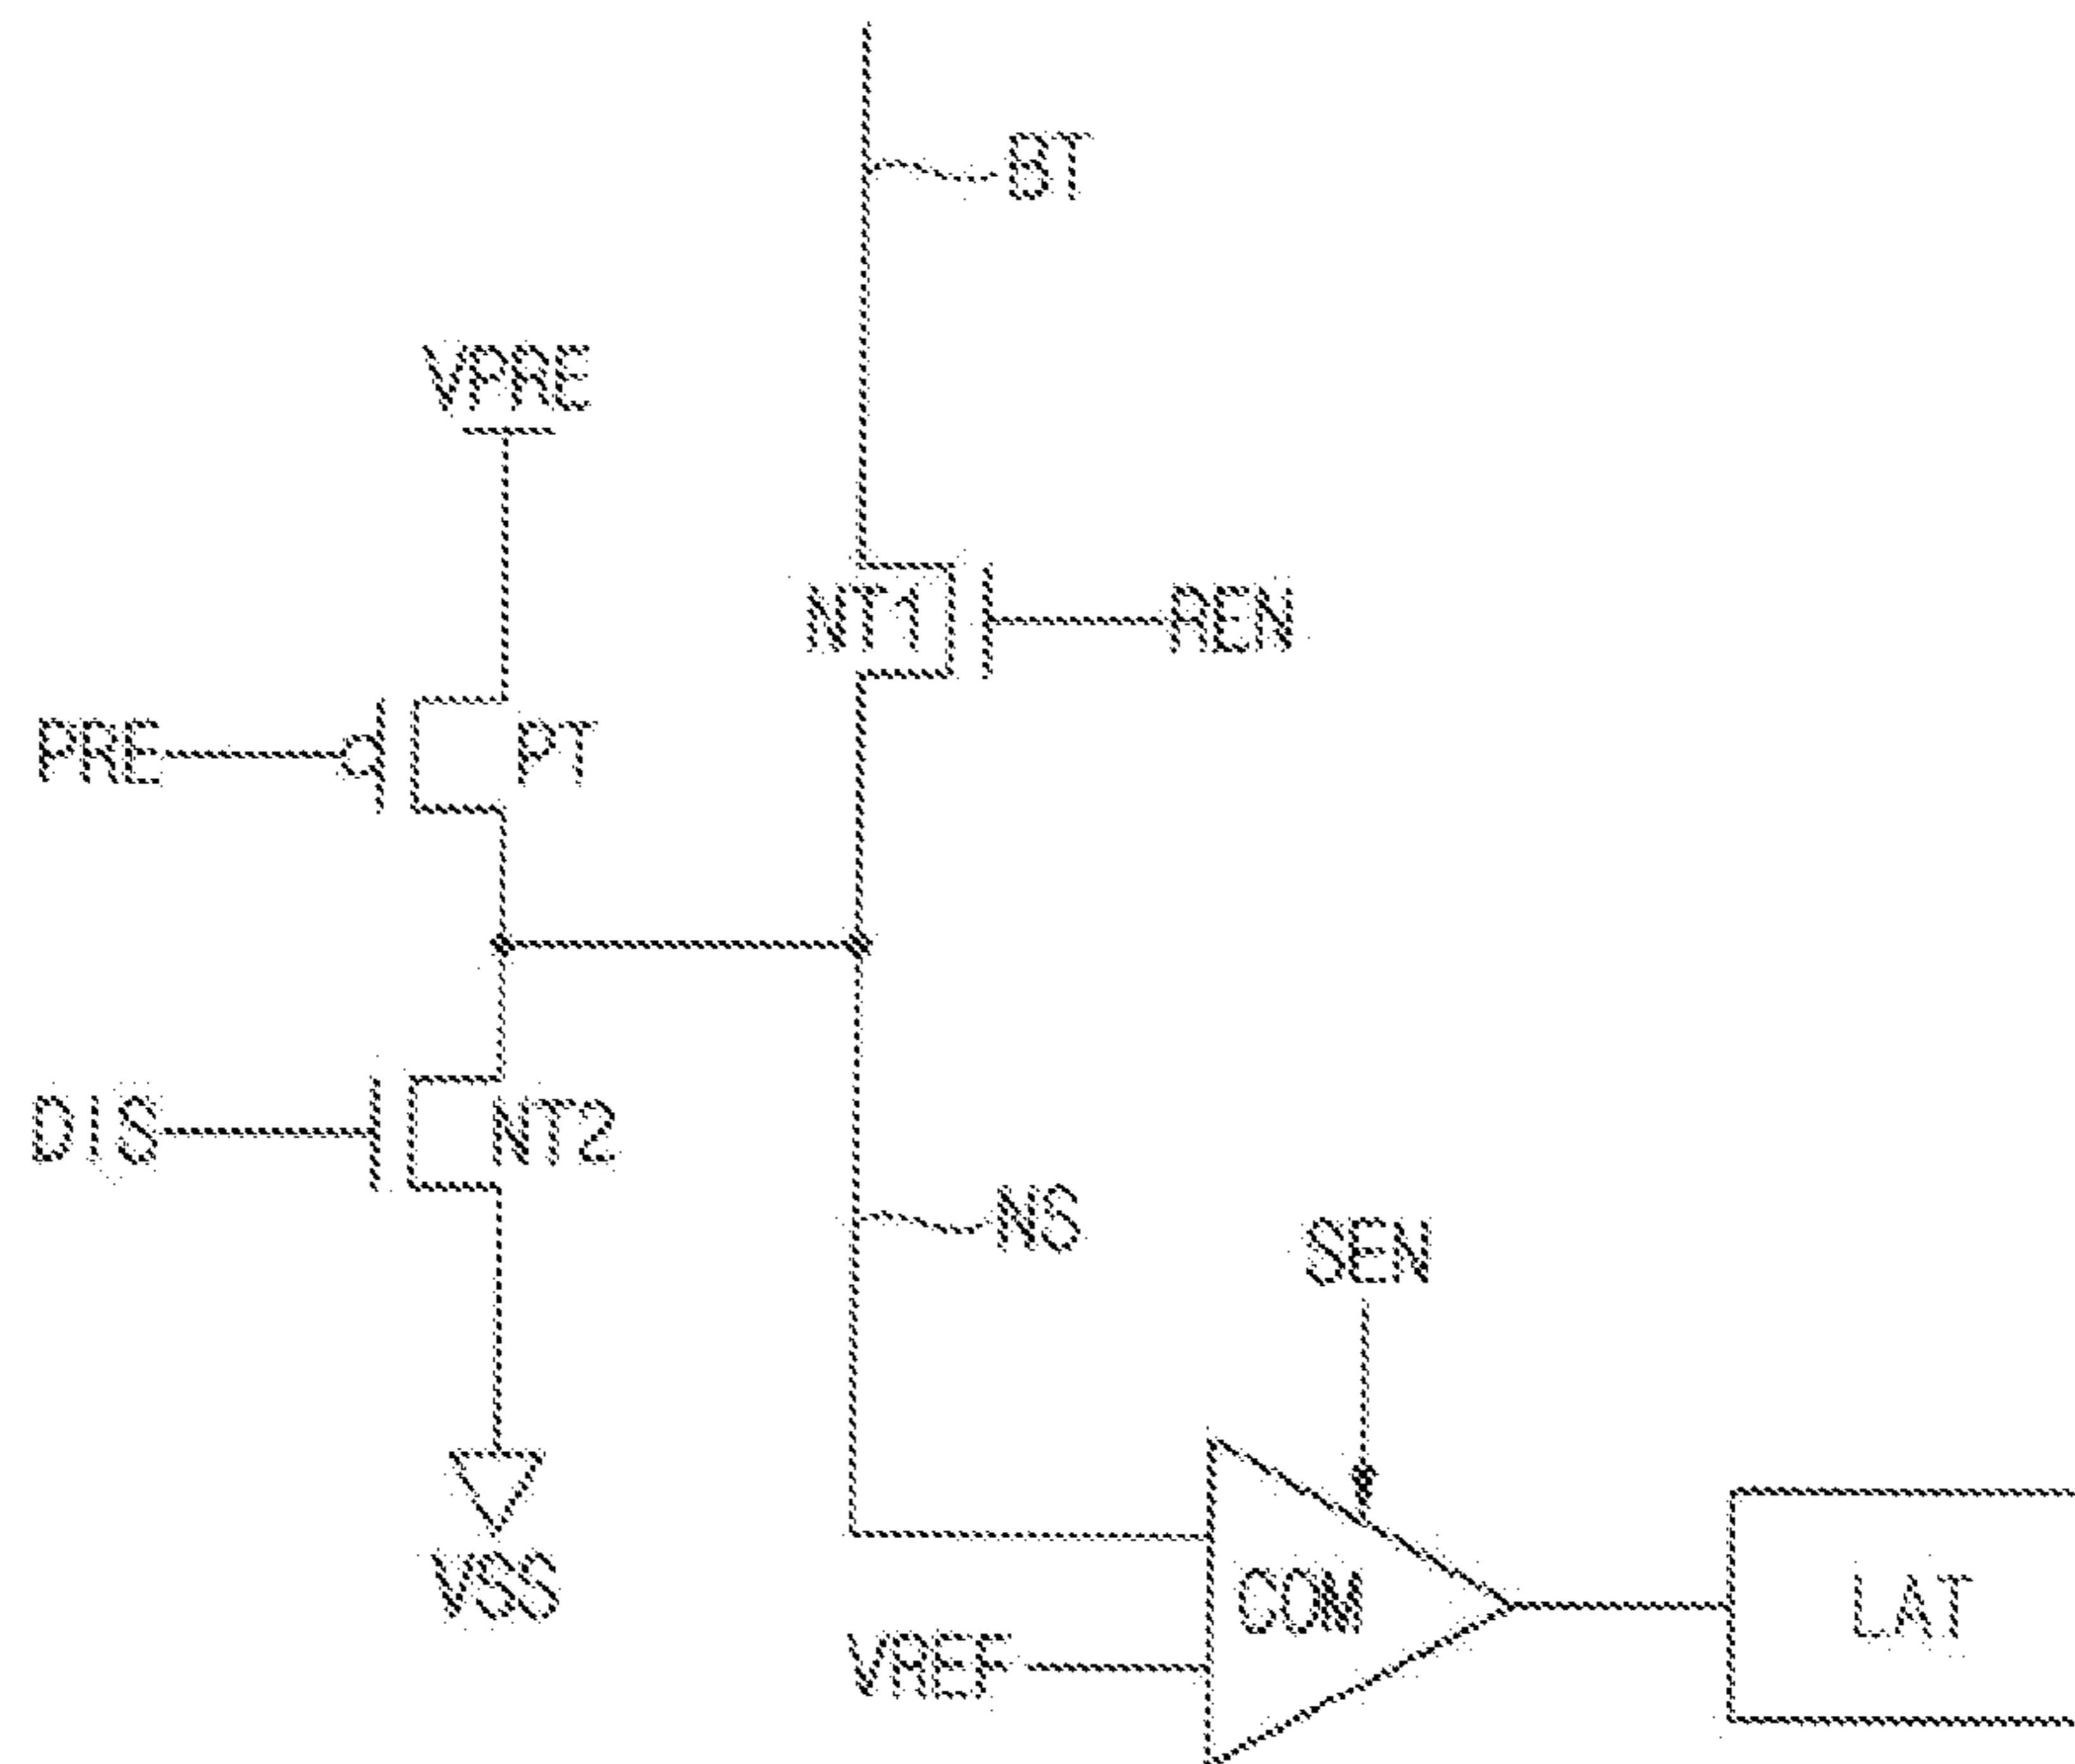 BT
VPRE
NT1
REN
PRE
PT
DIS
NT2
NS
SEN
VSS
COM
LAT
VREF